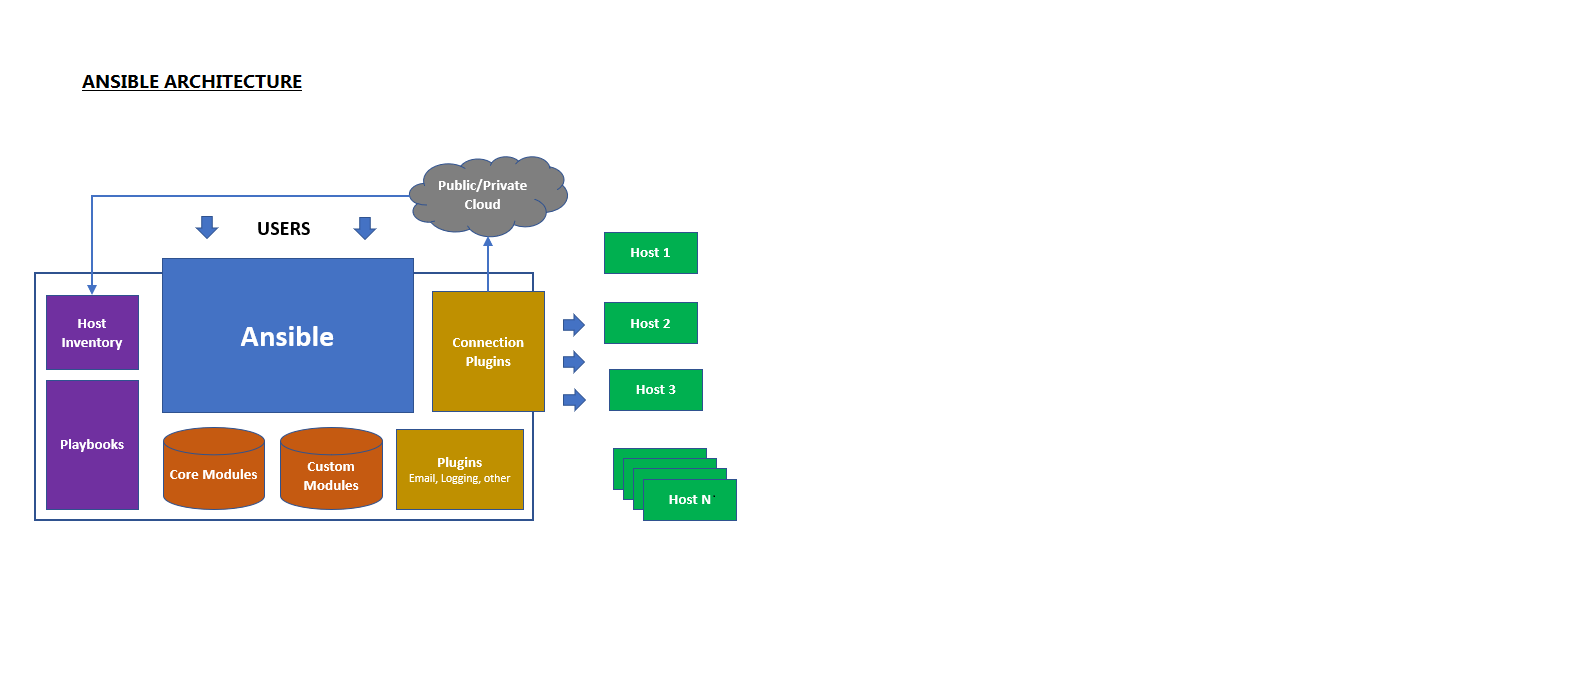 ANSIBLE ARCHITECTURE
Public/Private
Cloud
USERS
Host 1
Host
Inventory
Ansible
Connection
Plugins
Host 2
Host 3
Playbooks
Core Modules
Custom
Modules
Plugins
Email, Logging, other
Host N